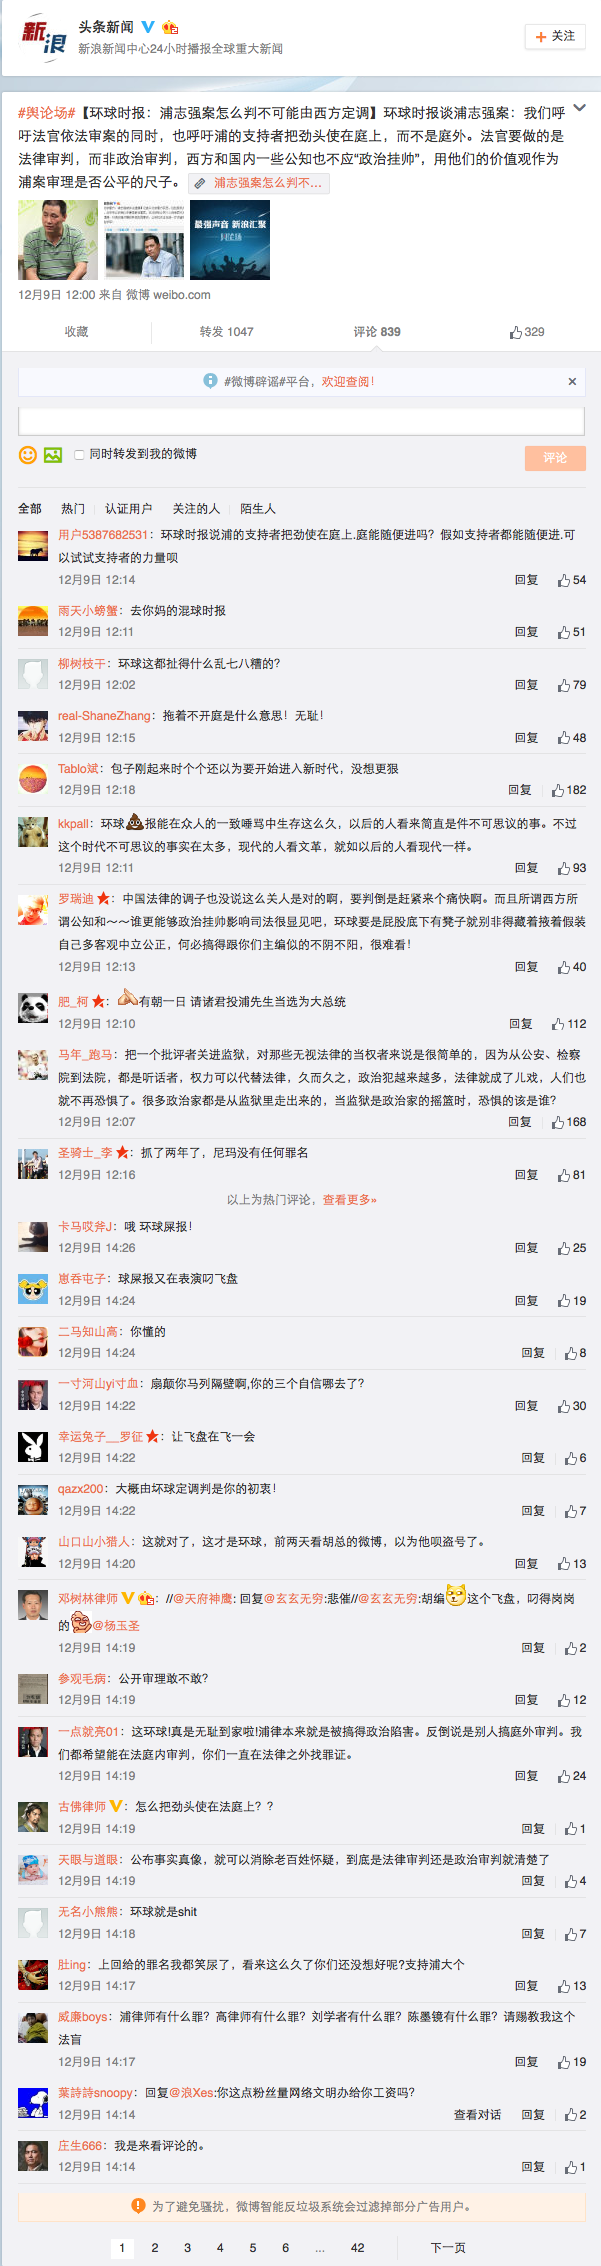 新浪
头条新闻
新浪新闻中心24小时播报全球重大新闻
+ 关注
#舆论场#【环球时报：浦志强案怎么判不可能由西方定调】环球时报谈浦志强案：我们呼
吁法官依法审案的同时，也呼吁浦的支持者把劲头使在庭上，而不是庭外。法官要做的是
法律审判，而非政治审判，西方和国内一些公知也不应"政治挂帅"，用他们的价值观作为
浦案审理是否公平的尺子。 浦志强案怎么判不...
最强声音 新浪汇聚
12月9日 12:00 来自 微博 weibo.com
收藏 转发 1047 评论 839 329
#微博辟谣#平台，欢迎查阅！ ×
同时转发到我的微博 评论
全部 热门 认证用户 关注的人 陌生人
用户5387682531：环球时报说浦的支持者把劲使在庭上.庭能随便进吗？假如支持者都能随便进.可
以试试支持者的力量呗
12月9日 12:14 回复 54
雨天小螃蟹：去你妈的混球时报
12月9日 12:11 回复 51
柳树枝干：环球这都扯得什么乱七八糟的?
12月9日 12:02 回复 79
real-ShaneZhang：拖着不开庭是什么意思！无耻！
12月9日 12:15 回复 48
Tablo斌：包子刚起来时个个还以为要开始进入新时代，没想更狠
12月9日 12:18 回复 182
kkpall：环球💩报能在众人的一致唾骂中生存这么久，以后的人看来简直是件不可思议的事。不过
这个时代不可思议的事实在太多，现代的人看文革，就如以后的人看现代一样。
12月9日 12:11 回复 93
罗瑞迪：中国法律的调子也没说这么关人是对的啊，要判倒是赶紧来个痛快啊。而且所谓西方所
谓公知和～～谁更能够政治挂帅影响司法很显见吧，环球要是屁股底下有凳子就别非得藏着掖着假装
自己多客观中立公正，何必搞得跟你们主编似的不阴不阳，很难看！
12月9日 12:13 回复 40
肥_柯：有朝一日 请诸君投浦先生当选为大总统
12月9日 12:10 回复 112
马年_跑马：把一个批评者关进监狱，对那些无视法律的当权者来说是很简单的，因为从公安、检察
院到法院，都是听话者，权力可以代替法律，久而久之，政治犯越来越多，法律就成了儿戏，人们也
就不再恐惧了。很多政治家都是从监狱里走出来的，当监狱是政治家的摇篮时，恐惧的该是谁?
12月9日 12:07 回复 168
圣骑士_李：抓了两年了，尼玛没有任何罪名
12月9日 12:16 回复 81
以上为热门评论，查看更多»
卡马哎斧J：哦 环球屎报！
12月9日 14:26 回复 25
崽吞屯子：球屎报又在表演叼飞盘
12月9日 14:24 回复 19
二马知山高：你懂的
12月9日 14:24 回复 8
一寸河山yi寸血：扇颠你马列隔壁啊,你的三个自信哪去了?
12月9日 14:22 回复 30
幸运兔子__罗征：让飞盘在飞一会
12月9日 14:22 回复 6
qazx200：大概由坏球定调判是你的初衷！
12月9日 14:22 回复 7
山口山小猎人：这就对了，这才是环球，前两天看胡总的微博，以为他呗盗号了。
12月9日 14:20 回复 13
邓树林律师：//@天府神鹰: 回复@玄玄无穷:悲催//@玄玄无穷:胡编这个飞盘，叼得岗岗
的@杨玉圣
12月9日 14:19 回复 2
参观毛病：公开审理敢不敢?
12月9日 14:19 回复 12
一点就亮01：这环球!真是无耻到家啦!浦律本来就是被搞得政治陷害。反倒说是别人搞庭外审判。我
们都希望能在法庭内审判，你们一直在法律之外找罪证。
12月9日 14:19 回复 24
古佛律师：怎么把劲头使在法庭上？？
12月9日 14:19 回复 1
天眼与道眼：公布事实真像，就可以消除老百姓怀疑，到底是法律审判还是政治审判就清楚了
12月9日 14:19 回复 4
无名小熊熊：环球就是shit
12月9日 14:18 回复 7
肚ing：上回给的罪名我都笑尿了，看来这么久了你们还没想好呢?支持浦大个
12月9日 14:17 回复 13
威廉boys：浦律师有什么罪？高律师有什么罪？刘学者有什么罪？陈墨镜有什么罪？请赐教我这个
法盲
12月9日 14:17 回复 19
葉詩詩snoopy：回复@浪Xes:你这点粉丝量网络文明办给你工资吗?
12月9日 14:14 查看对话 回复 2
庄生666：我是来看评论的。
12月9日 14:14 回复 1
为了避免骚扰，微博智能反垃圾系统会过滤掉部分广告用户。
1 2 3 4 5 6 ... 42 下一页